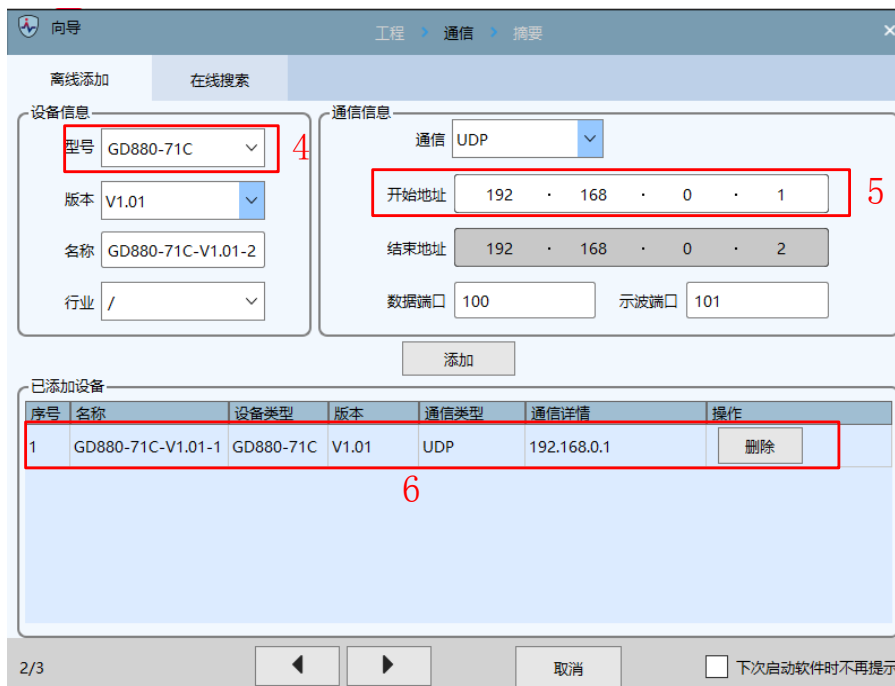 向导
工程 通信 摘要
离线添加 在线搜索
设备信息
型号 GD880-71C 4
版本 V1.01
名称 GD880-71C-V1.01-2
行业 /
通信信息
通信 UDP
开始地址 192 . 168 . 0 . 1 5
结束地址 192 . 168 . 0 . 2
数据端口 100 示波端口 101
添加
已添加设备
序号 名称 设备类型 版本 通信类型 通信详情 操作
1 GD880-71C-V1.01-1 GD880-71C V1.01 UDP 192.168.0.1 删除
6
2/3 取消 下次启动软件时不再提示